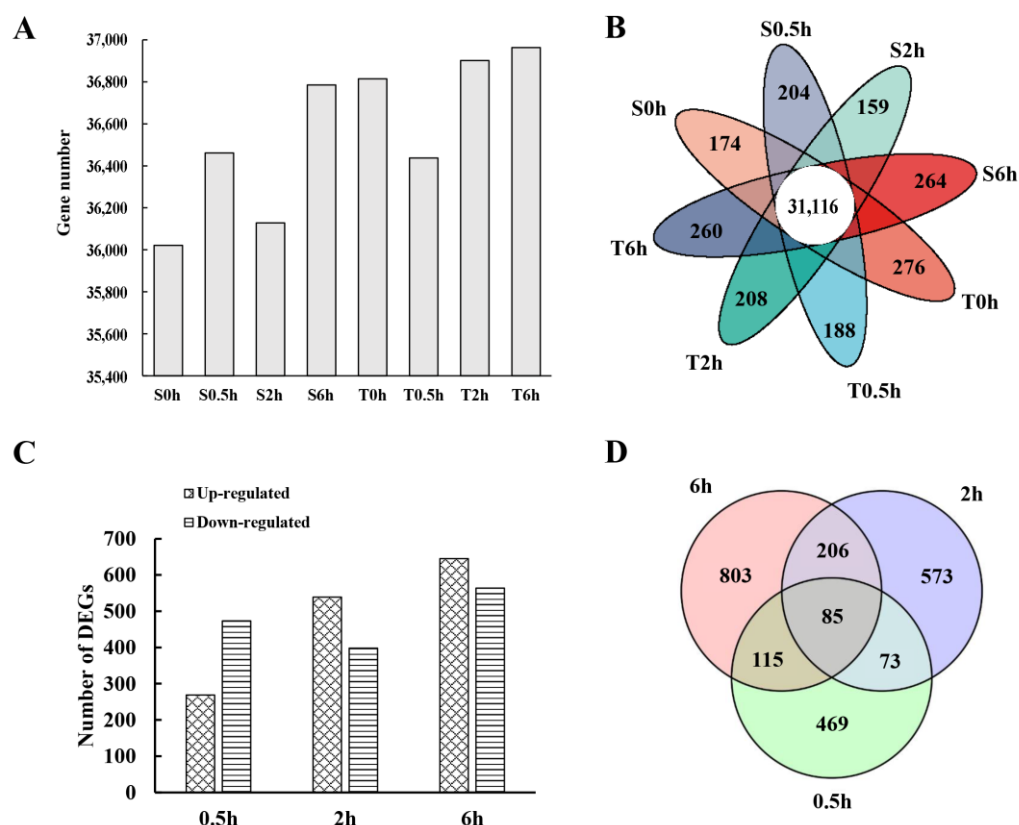 A
Gene number
37,000
36,800
36,600
36,400
36,200
36,000
35,800
35,600
35,400
S0h S0.5h S2h S6h T0h T0.5h T2h T6h
B
S0.5h
S2h
S0h
S6h
T6h
T0h
T2h
T0.5h
204
159
174
264
31,116
260
276
208
188
C
Up-regulated
Down-regulated
Number of DEGs
700
600
500
400
300
200
100
0
0.5h 2h 6h
D
6h
2h
206
803
573
85
115
73
469
0.5h